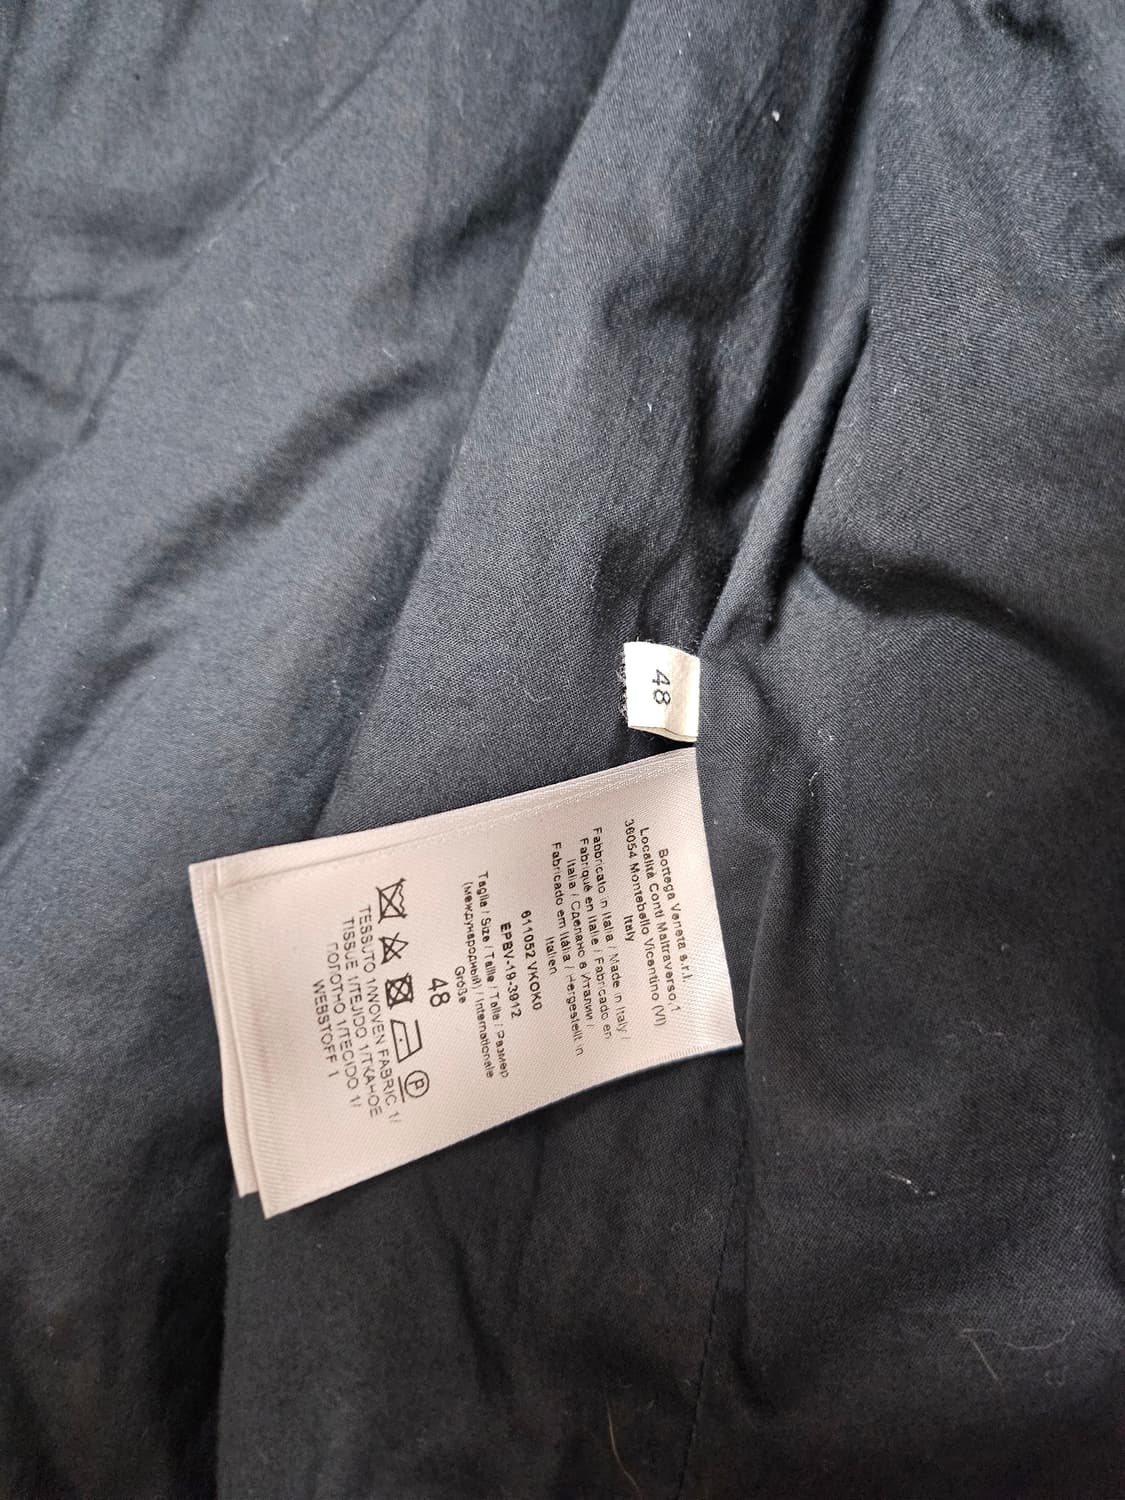 48
Bottega Veneta s.r.l.
Località Conti Maltraverso,1
36054 Montebello Vicentino (VI)
Italy
Fabbricato in Italia / Made in Italy /
Fabriqué en Italie / Fabricado en
Italia / Сделано в Италии /
Fabricado em Itália / Hergestellt in
Italien
611052 VKOK0
EPBV-19-3912
Taglia / Size / Taille / Talla / Размер
(международный) / Internationale
Größe
48
P
TESSUTO 1/WOVEN FABRIC 1/
TISSUE 1/TEJIDO 1/ТКАНОЕ
ПОЛОТНО 1/TECIDO 1/
WEBSTOFF 1